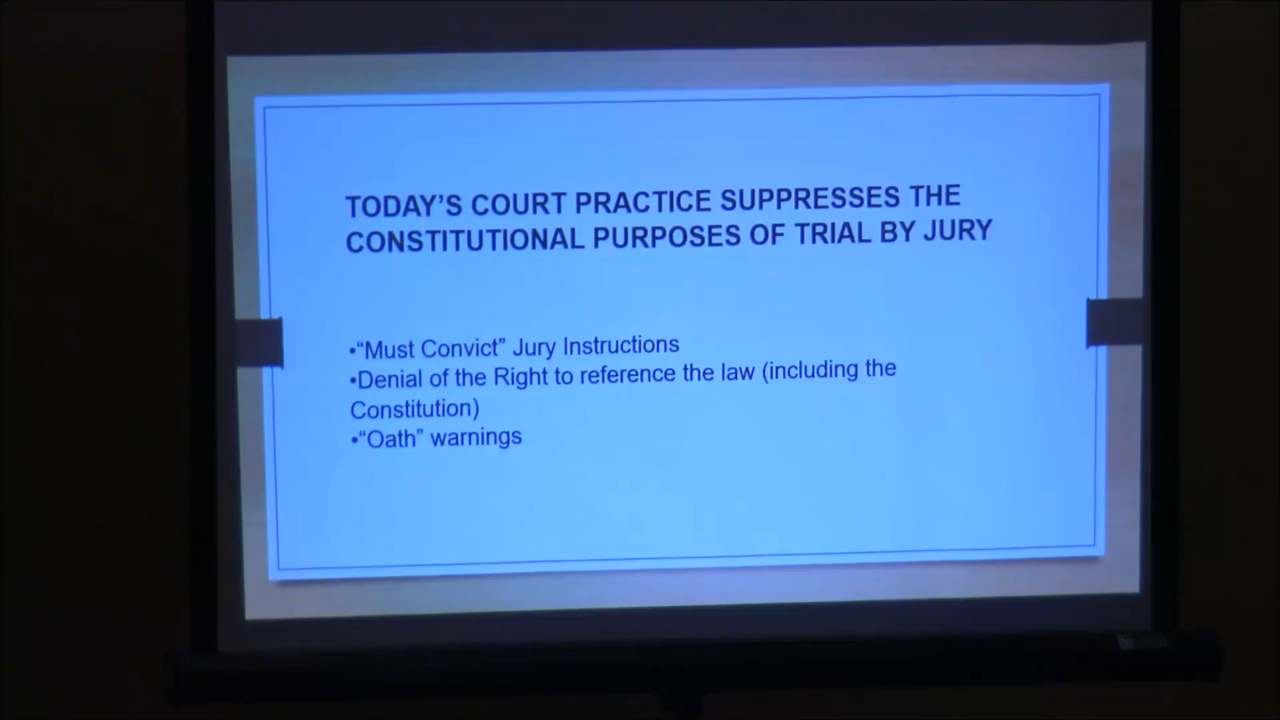 TODAY’S COURT PRACTICE SUPPRESSES THE
CONSTITUTIONAL PURPOSES OF TRIAL BY JURY
•“Must Convict” Jury Instructions
•Denial of the Right to reference the law (including the
Constitution)
•“Oath” warnings